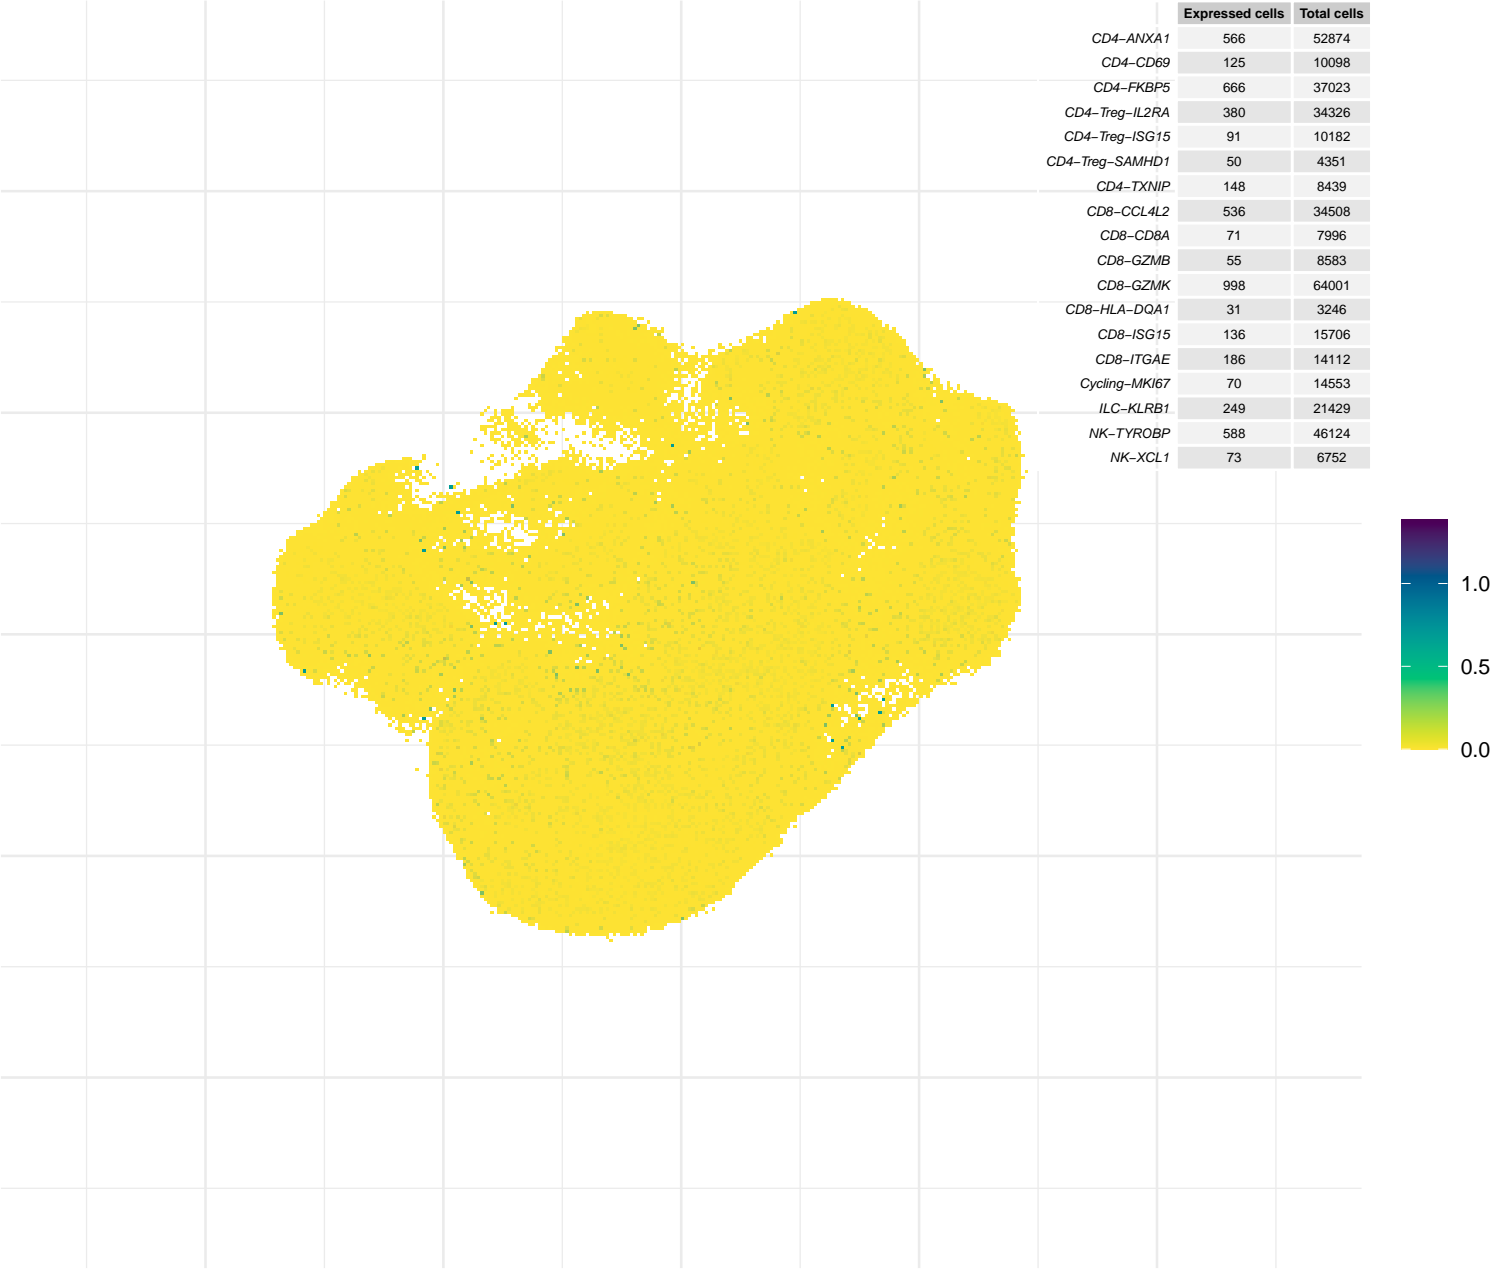 Expressed cells Total cells
CD4−ANXA1 566 52874
CD4−CD69 125 10098
CD4−FKBP5 666 37023
CD4−Treg−IL2RA 380 34326
CD4−Treg−ISG15 91 10182
CD4−Treg−SAMHD1 50 4351
CD4−TXNIP 148 8439
CD8−CCL4L2 536 34508
CD8−CD8A 71 7996
CD8−GZMB 55 8583
CD8−GZMK 998 64001
CD8−HLA−DQA1 31 3246
CD8−ISG15 136 15706
CD8−ITGAE 186 14112
Cycling−MKI67 70 14553
ILC−KLRB1 249 21429
NK−TYROBP 588 46124
NK−XCL1 73 6752
1.0
0.5
0.0